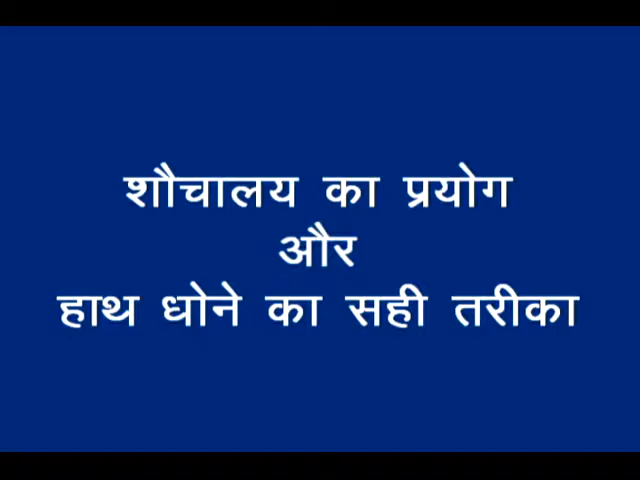 शौचालय का प्रयोग
और
हाथ धोने का सही तरीका